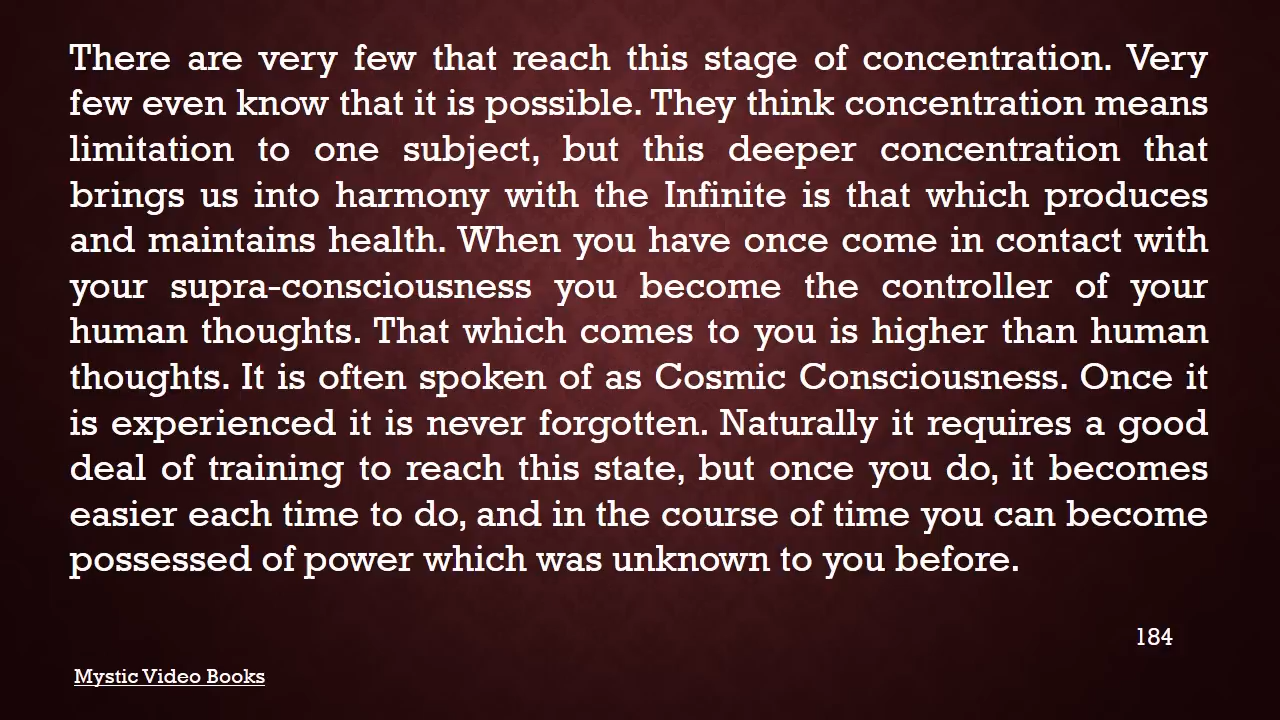 There are very few that reach this stage of concentration. Very
few even know that it is possible. They think concentration means
limitation to one subject, but this deeper concentration that
brings us into harmony with the Infinite is that which produces
and maintains health. When you have once come in contact with
your supra-consciousness you become the controller of your
human thoughts. That which comes to you is higher than human
thoughts. It is often spoken of as Cosmic Consciousness. Once it
is experienced it is never forgotten. Naturally it requires a good
deal of training to reach this state, but once you do, it becomes
easier each time to do, and in the course of time you can become
possessed of power which was unknown to you before.
184
Mystic Video Books